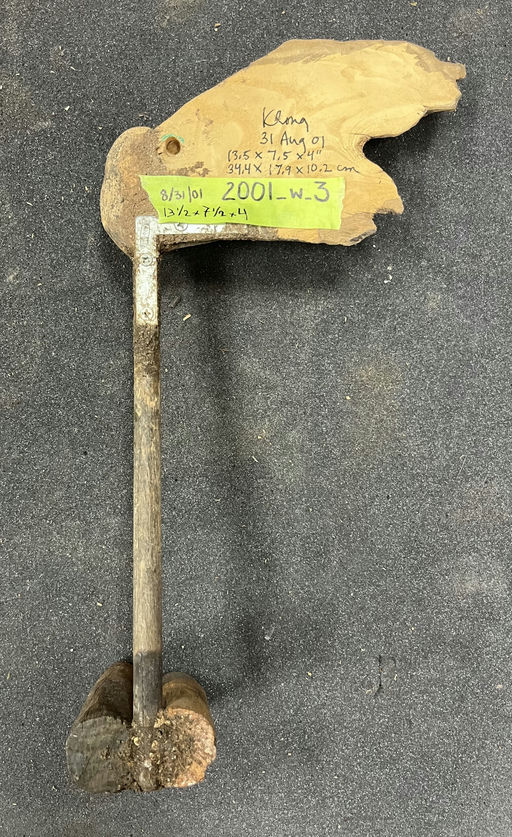 Klong
31 Aug 01
13.5 x 7.5 x 4"
34.4 x 17.9 x 10.2 cm
8/31/01 2001_W_3
13 1/2 x 7 1/2 x 4